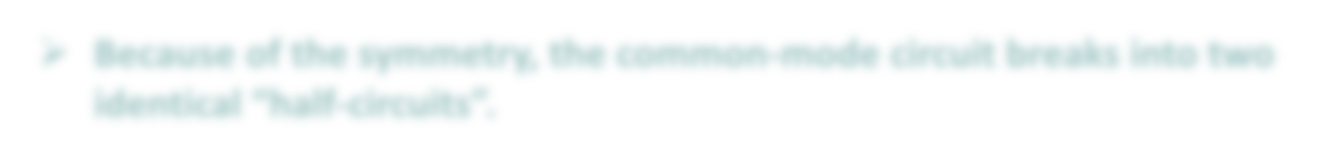 ➢ Because of the symmetry, the common-mode circuit breaks into two
identical “half-circuits”.